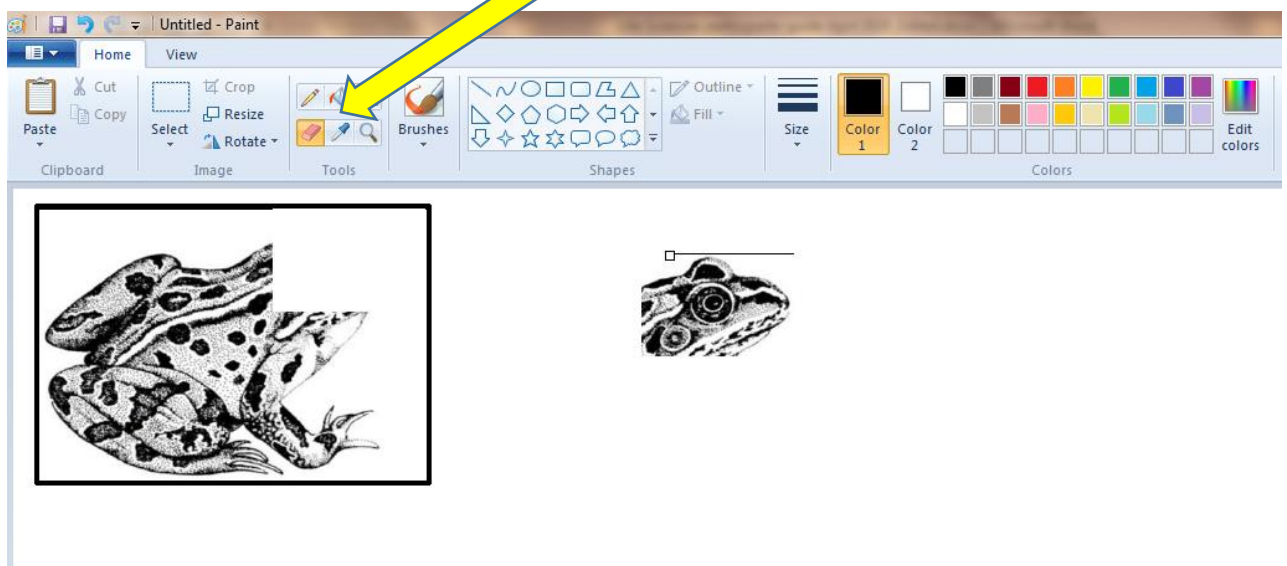 Untitled - Paint
Home View
Paste
Cut
Copy
Clipboard
Select
Crop
Resize
Rotate
Image
Tools
Brushes
Shapes
Outline
Fill
Size
Color 1
Color 2
Edit colors
Colors